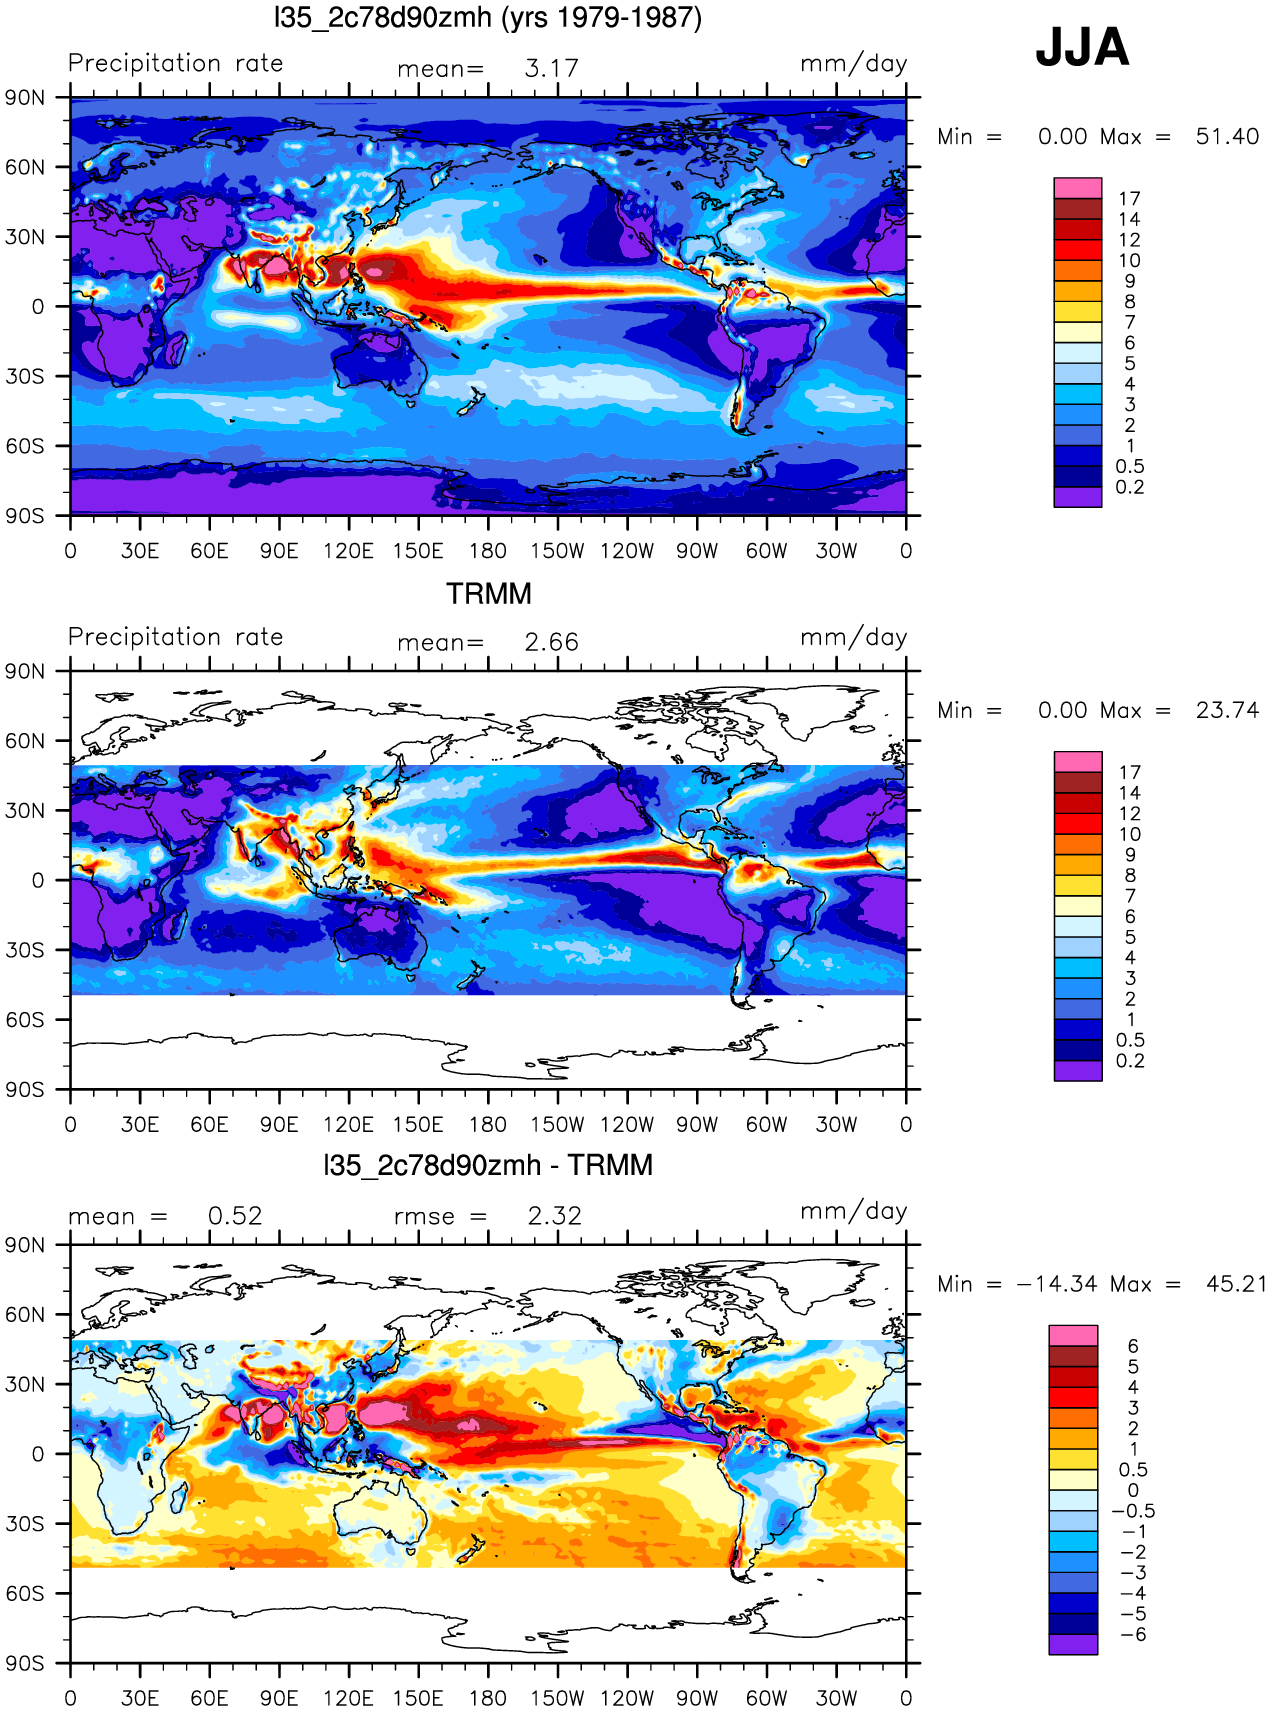 l35_2c78d90zmh (yrs 1979-1987)
JJA
Precipitation rate mean= 3.17 mm/day
Min = 0.00 Max = 51.40
90N
60N
30N
0
30S
60S
90S
0 30E 60E 90E 120E 150E 180 150W 120W 90W 60W 30W 0
17
14
12
10
9
8
7
6
5
4
3
2
1
0.5
0.2
TRMM
Precipitation rate mean= 2.66 mm/day
Min = 0.00 Max = 23.74
90N
60N
30N
0
30S
60S
90S
0 30E 60E 90E 120E 150E 180 150W 120W 90W 60W 30W 0
17
14
12
10
9
8
7
6
5
4
3
2
1
0.5
0.2
l35_2c78d90zmh - TRMM
mean = 0.52 rmse = 2.32 mm/day
Min = −14.34 Max = 45.21
90N
60N
30N
0
30S
60S
90S
0 30E 60E 90E 120E 150E 180 150W 120W 90W 60W 30W 0
6
5
4
3
2
1
0.5
0
−0.5
−1
−2
−3
−4
−5
−6